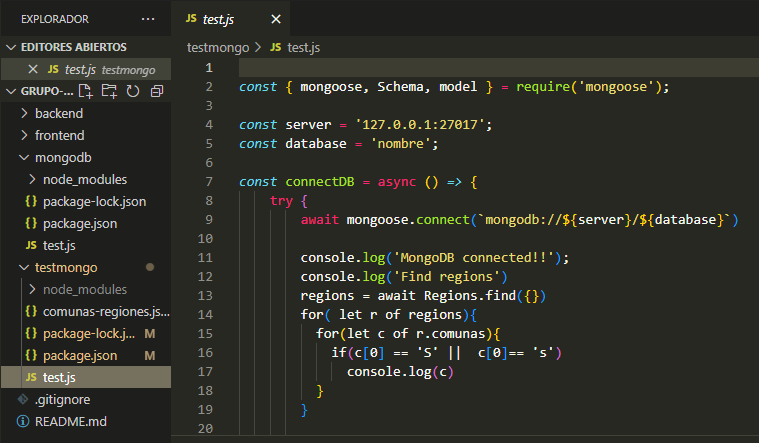 EXPLORADOR ···
EDITORES ABIERTOS
JS test.js testmongo
GRUPO-...
backend
frontend
mongodb
node_modules
{} package-lock.json
{} package.json
JS test.js
testmongo
node_modules
{} comunas-regiones.js...
{} package-lock.j... M
{} package.json M
JS test.js
.gitignore
README.md
JS test.js
testmongo > JS test.js
1
2 const { mongoose, Schema, model } = require('mongoose');
3
4 const server = '127.0.0.1:27017';
5 const database = 'nombre';
6
7 const connectDB = async () => {
8 try {
9 await mongoose.connect(`mongodb://${server}/${database}`)
10
11 console.log('MongoDB connected!!');
12 console.log('Find regions')
13 regions = await Regions.find({})
14 for( let r of regions){
15 for(let c of r.comunas){
16 if(c[0] == 'S' || c[0]== 's')
17 console.log(c)
18 }
19 }
20